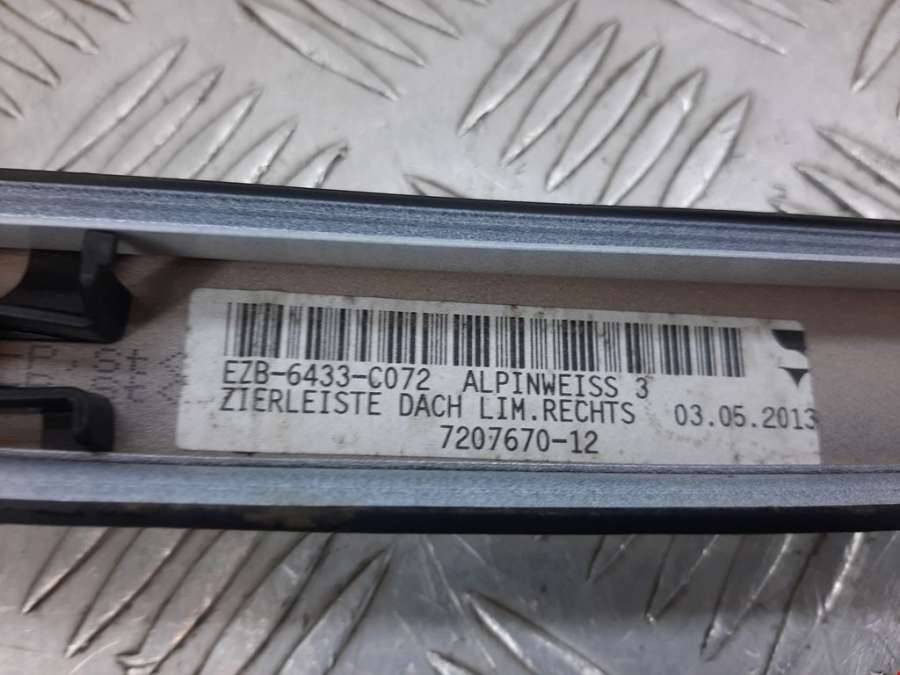 EZB-6433-C072 ALPINWEISS 3
ZIERLEISTE DACH LIM.RECHTS 03.05.2013
7207670-12